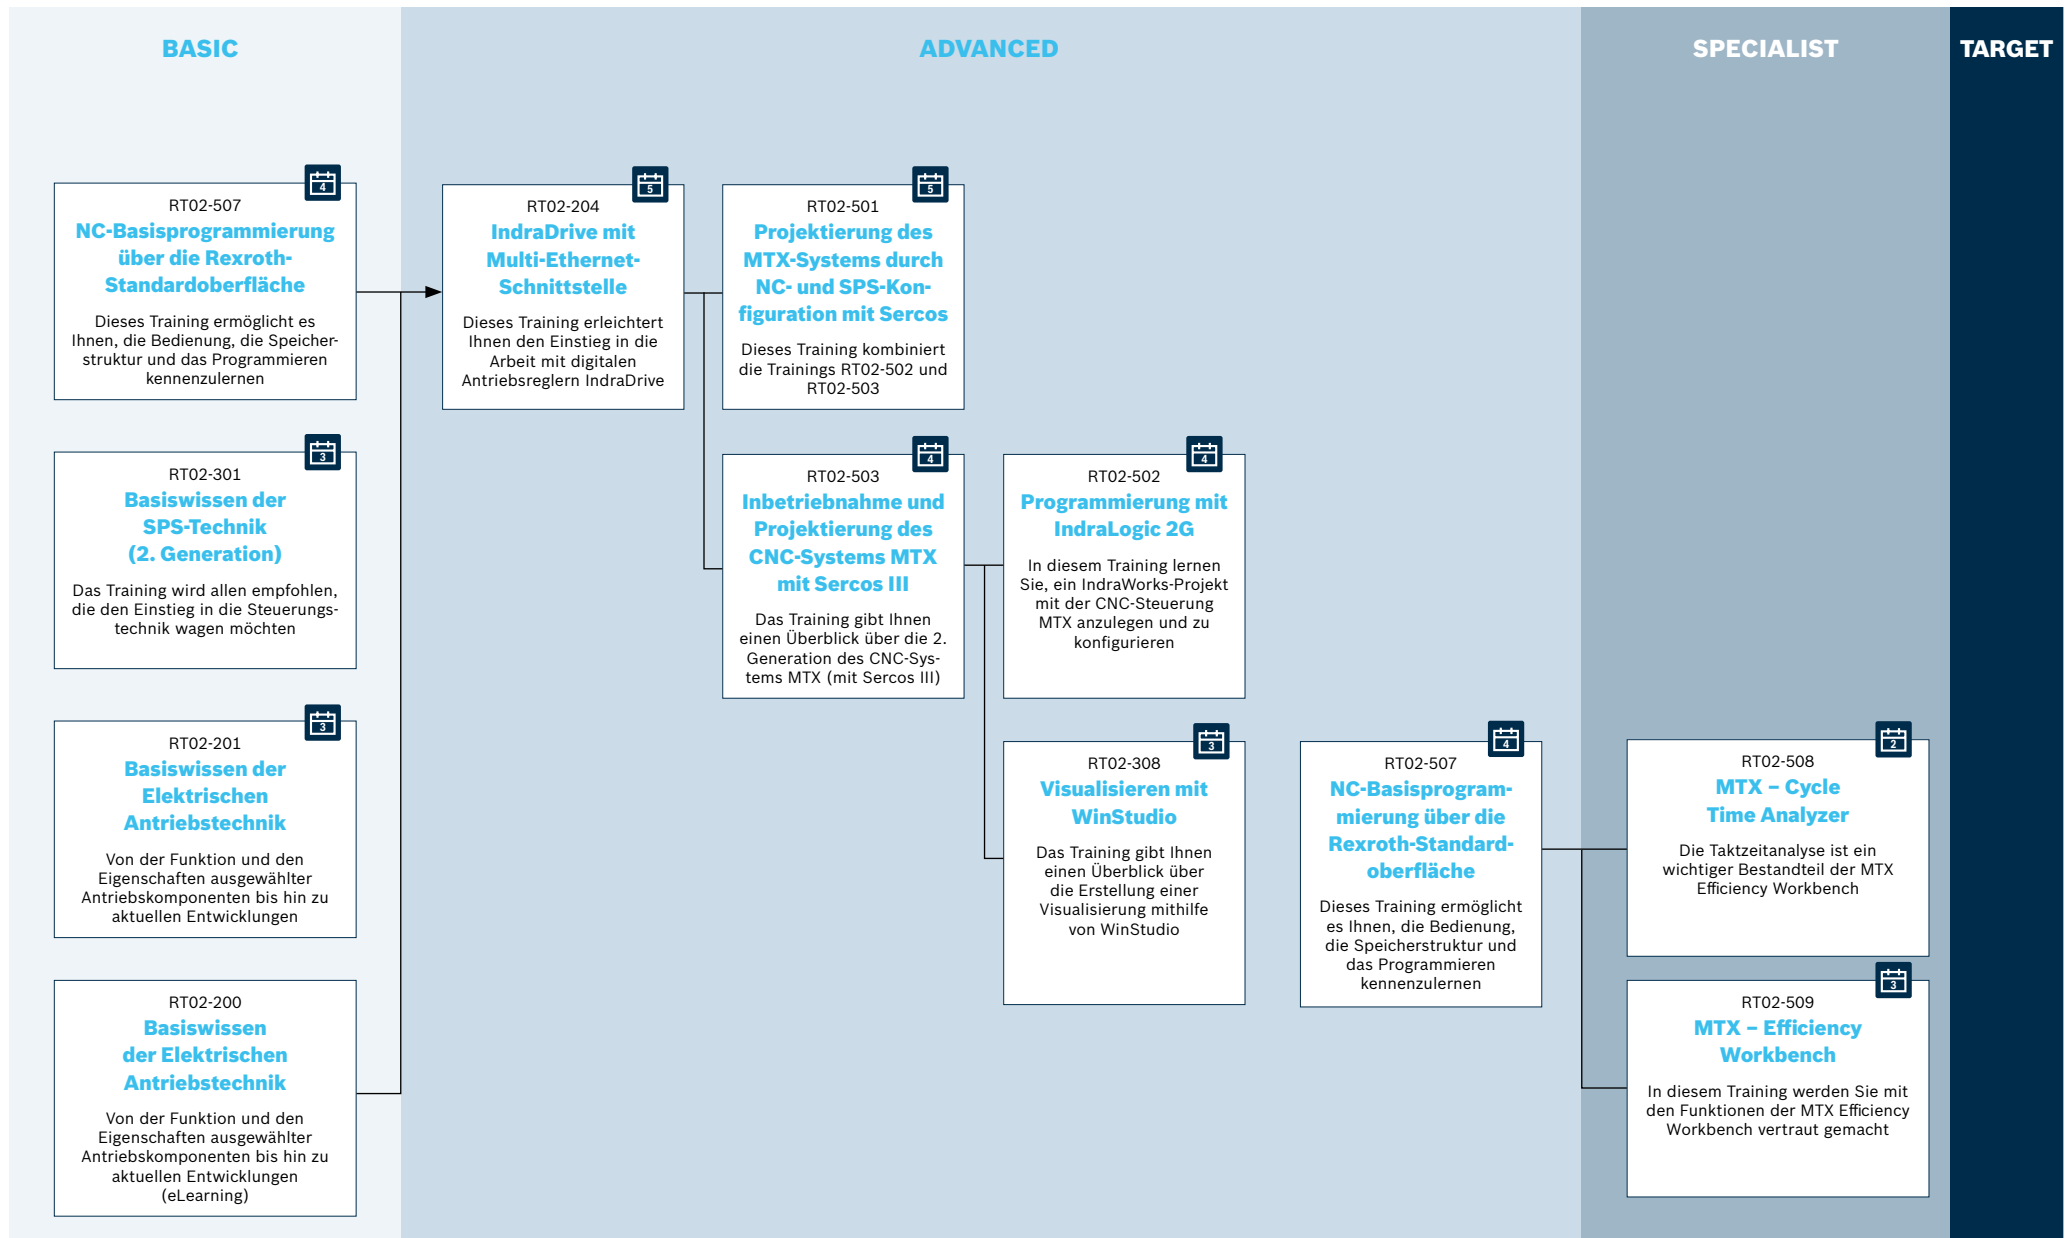 BASIC
ADVANCED
SPECIALIST
TARGET
4
RT02-507
NC-Basisprogrammierung
über die Rexroth-
Standardoberfläche
Dieses Training ermöglicht es
Ihnen, die Bedienung, die Speicher-
struktur und das Programmieren
kennenzulernen
3
RT02-301
Basiswissen der
SPS-Technik
(2. Generation)
Das Training wird allen empfohlen,
die den Einstieg in die Steuerungs-
technik wagen möchten
3
RT02-201
Basiswissen der
Elektrischen
Antriebstechnik
Von der Funktion und den
Eigenschaften ausgewählter
Antriebskomponenten bis hin zu
aktuellen Entwicklungen
RT02-200
Basiswissen
der Elektrischen
Antriebstechnik
Von der Funktion und den
Eigenschaften ausgewählter
Antriebskomponenten bis hin zu
aktuellen Entwicklungen
(eLearning)
5
RT02-204
IndraDrive mit
Multi-Ethernet-
Schnittstelle
Dieses Training erleichtert
Ihnen den Einstieg in die
Arbeit mit digitalen
Antriebsreglern IndraDrive
5
RT02-501
Projektierung des
MTX-Systems durch
NC- und SPS-Kon-
figuration mit Sercos
Dieses Training kombiniert
die Trainings RT02-502 und
RT02-503
4
RT02-503
Inbetriebnahme und
Projektierung des
CNC-Systems MTX
mit Sercos III
Das Training gibt Ihnen
einen Überblick über die 2.
Generation des CNC-Sys-
tems MTX (mit Sercos III)
4
RT02-502
Programmierung mit
IndraLogic 2G
In diesem Training lernen
Sie, ein IndraWorks-Projekt
mit der CNC-Steuerung
MTX anzulegen und zu
konfigurieren
3
RT02-308
Visualisieren mit
WinStudio
Das Training gibt Ihnen
einen Überblick über
die Erstellung einer
Visualisierung mithilfe
von WinStudio
4
RT02-507
NC-Basisprogram-
mierung über die
Rexroth-Standard-
oberfläche
Dieses Training ermöglicht
es Ihnen, die Bedienung,
die Speicherstruktur und
das Programmieren
kennenzulernen
2
RT02-508
MTX – Cycle
Time Analyzer
Die Taktzeitanalyse ist ein
wichtiger Bestandteil der MTX
Efficiency Workbench
3
RT02-509
MTX – Efficiency
Workbench
In diesem Training werden Sie mit
den Funktionen der MTX Efficiency
Workbench vertraut gemacht